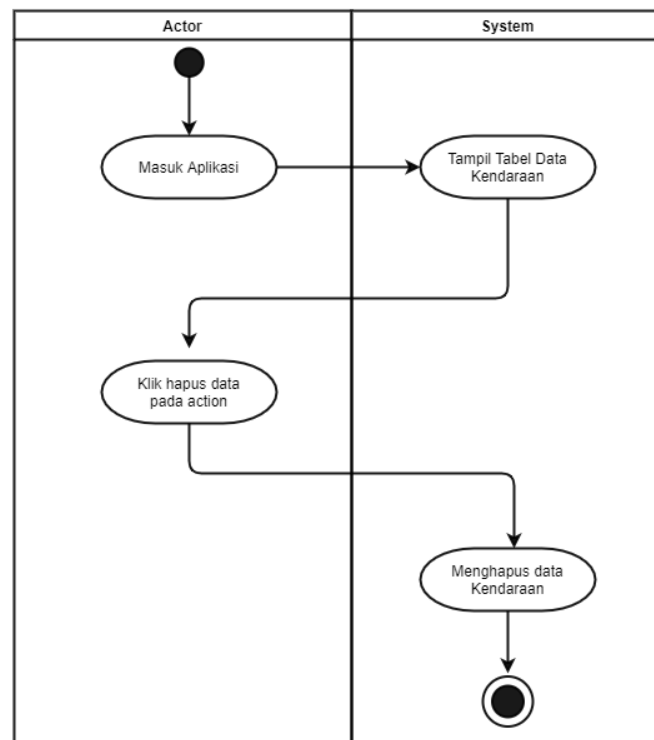 Actor
System
Masuk Aplikasi
Tampil Tabel Data
Kendaraan
Klik hapus data
pada action
Menghapus data
Kendaraan